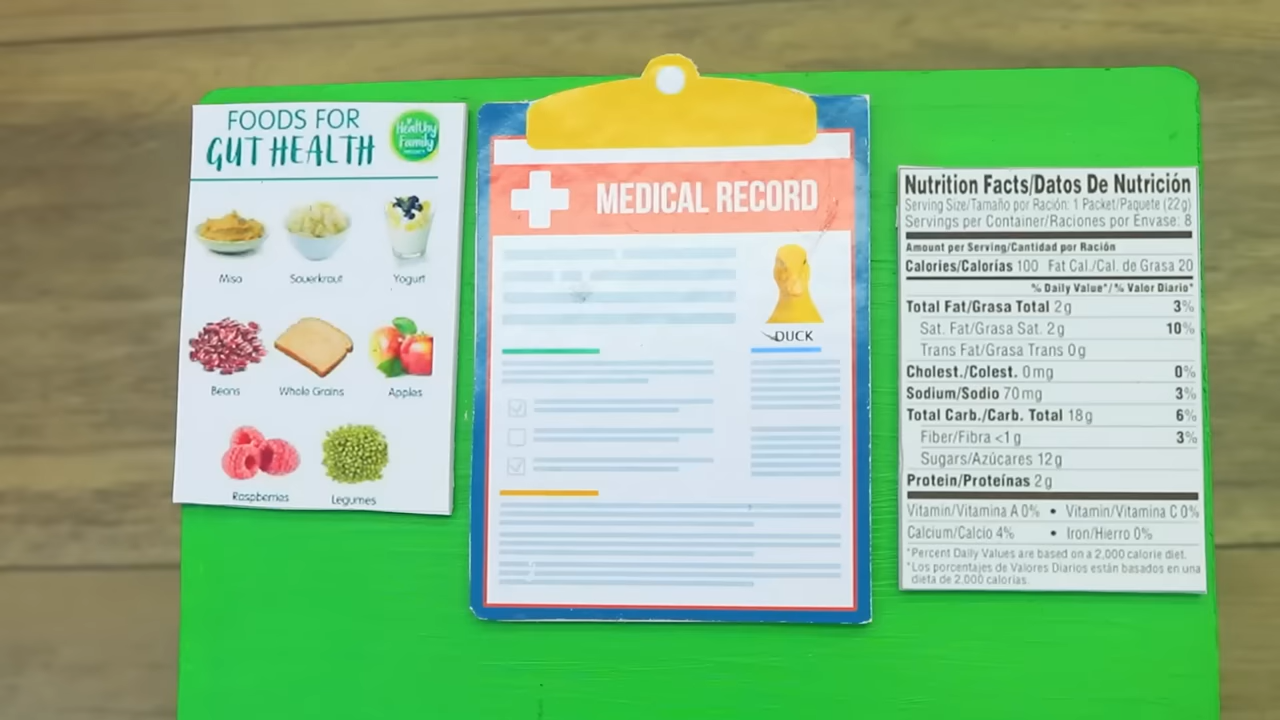 FOODS FOR
GUT HEALTH
Healthy
Family
Miso
Sauerkraut
Yogurt
Beans
Whole Grains
Apples
Raspberries
Legumes
MEDICAL RECORD
DUCK
Nutrition Facts/Datos De Nutrición
Serving Size/Tamaño por Ración: 1 Packet/Paquete (22g)
Servings per Container/Raciones por Envase: 8
Amount per Serving/Cantidad por Ración
Calories/Calorías 100 Fat Cal./Cal. de Grasa 20
% Daily Value*/% Valor Diario*
Total Fat/Grasa Total 2g 3%
Sat. Fat/Grasa Sat. 2g 10%
Trans Fat/Grasa Trans 0g
Cholest./Colest. 0mg 0%
Sodium/Sodio 70mg 3%
Total Carb./Carb. Total 18g 6%
Fiber/Fibra <1g 3%
Sugars/Azúcares 12g
Protein/Proteínas 2g
Vitamin/Vitamina A 0% • Vitamin/Vitamina C 0%
Calcium/Calcio 4% • Iron/Hierro 0%
*Percent Daily Values are based on a 2,000 calorie diet.
*Los porcentajes de Valores Diarios están basados en una
dieta de 2,000 calorías.